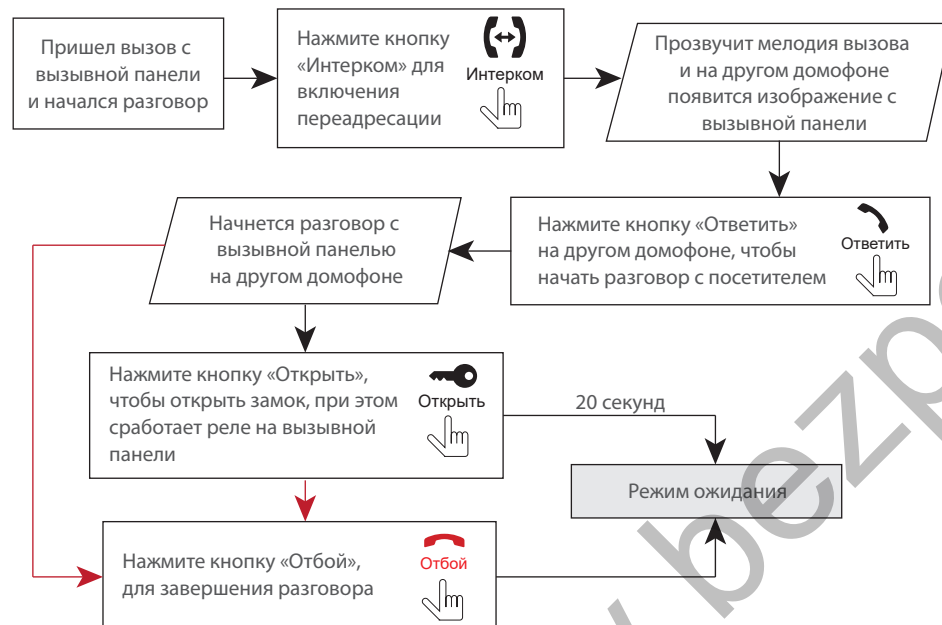 Пришел вызов с
вызывной панели
и начался разговор
Нажмите кнопку
«Интерком» для
включения
переадресации
Интерком
Прозвучит мелодия вызова
и на другом домофоне
появится изображение с
вызывной панели
Нажмите кнопку «Ответить»
на другом домофоне, чтобы
начать разговор с посетителем
Ответить
Начнется разговор с
вызывной панелью
на другом домофоне
Нажмите кнопку «Открыть»,
чтобы открыть замок, при этом
сработает реле на вызывной
панели
Открыть
20 секунд
Режим ожидания
Нажмите кнопку «Отбой»,
для завершения разговора
Отбой